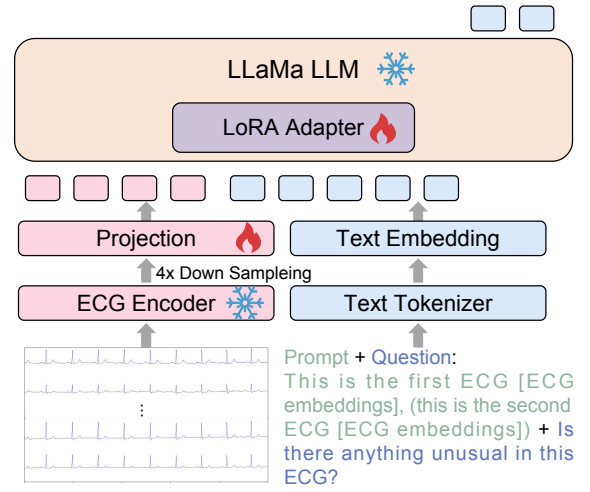 LLaMa LLM
LoRA Adapter
Projection
Text Embedding
4x Down Sampleing
ECG Encoder
Text Tokenizer
Prompt + Question:
This is the first ECG [ECG
embeddings], (this is the second
ECG [ECG embeddings]) + Is
there anything unusual in this
ECG?